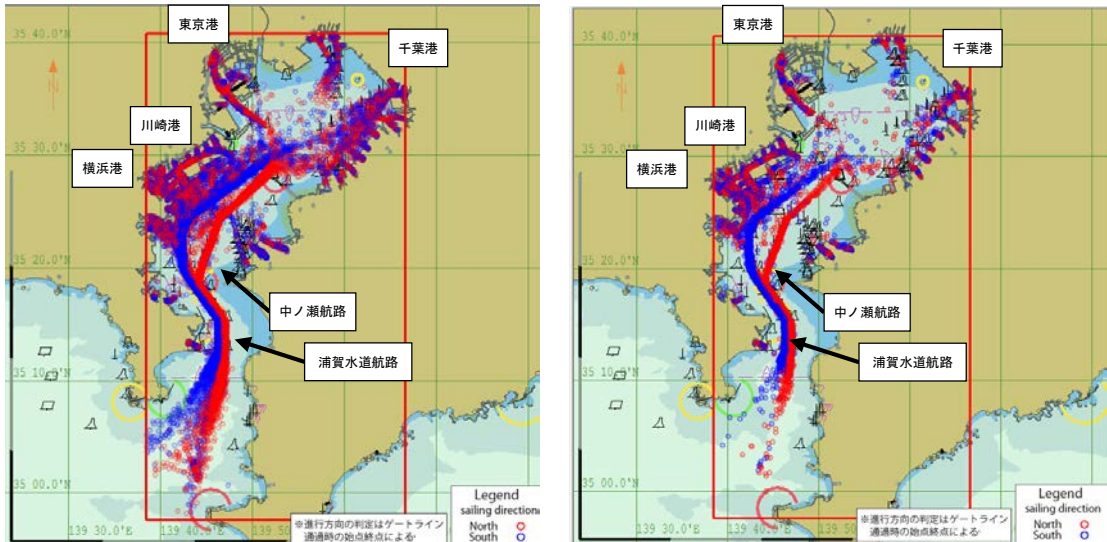 東京港
35 40.0'N
千葉港
川崎港
35 30.0'N
横浜港
35 20.0'N
中ノ瀬航路
浦賀水道航路
35 10.0'N
35 00.0'N
139 30.0'E
139 40.0'E
139 50.0'E
※進行方向の判定はゲートライン
通過時の始点終点による
Legend
sailing direction
North
South
東京港
35 40.0'N
千葉港
川崎港
35 30.0'N
横浜港
35 20.0'N
中ノ瀬航路
浦賀水道航路
35 10.0'N
35 00.0'N
139 30.0'E
139 40.0'E
139 50.0'E
※進行方向の判定はゲートライン
通過時の始点終点による
Legend
sailing direction
North
South